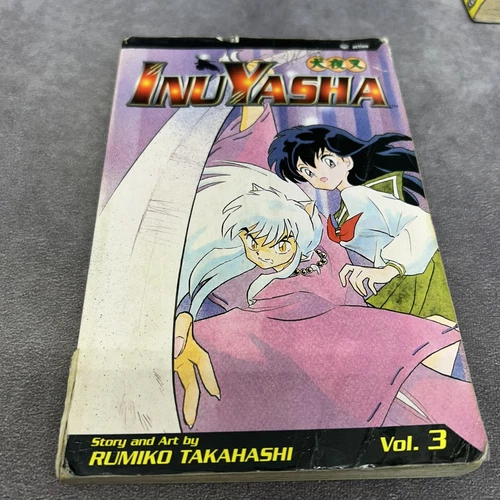 犬夜叉
INUYASHA
Story and Art by
RUMIKO TAKAHASHI
Vol. 3